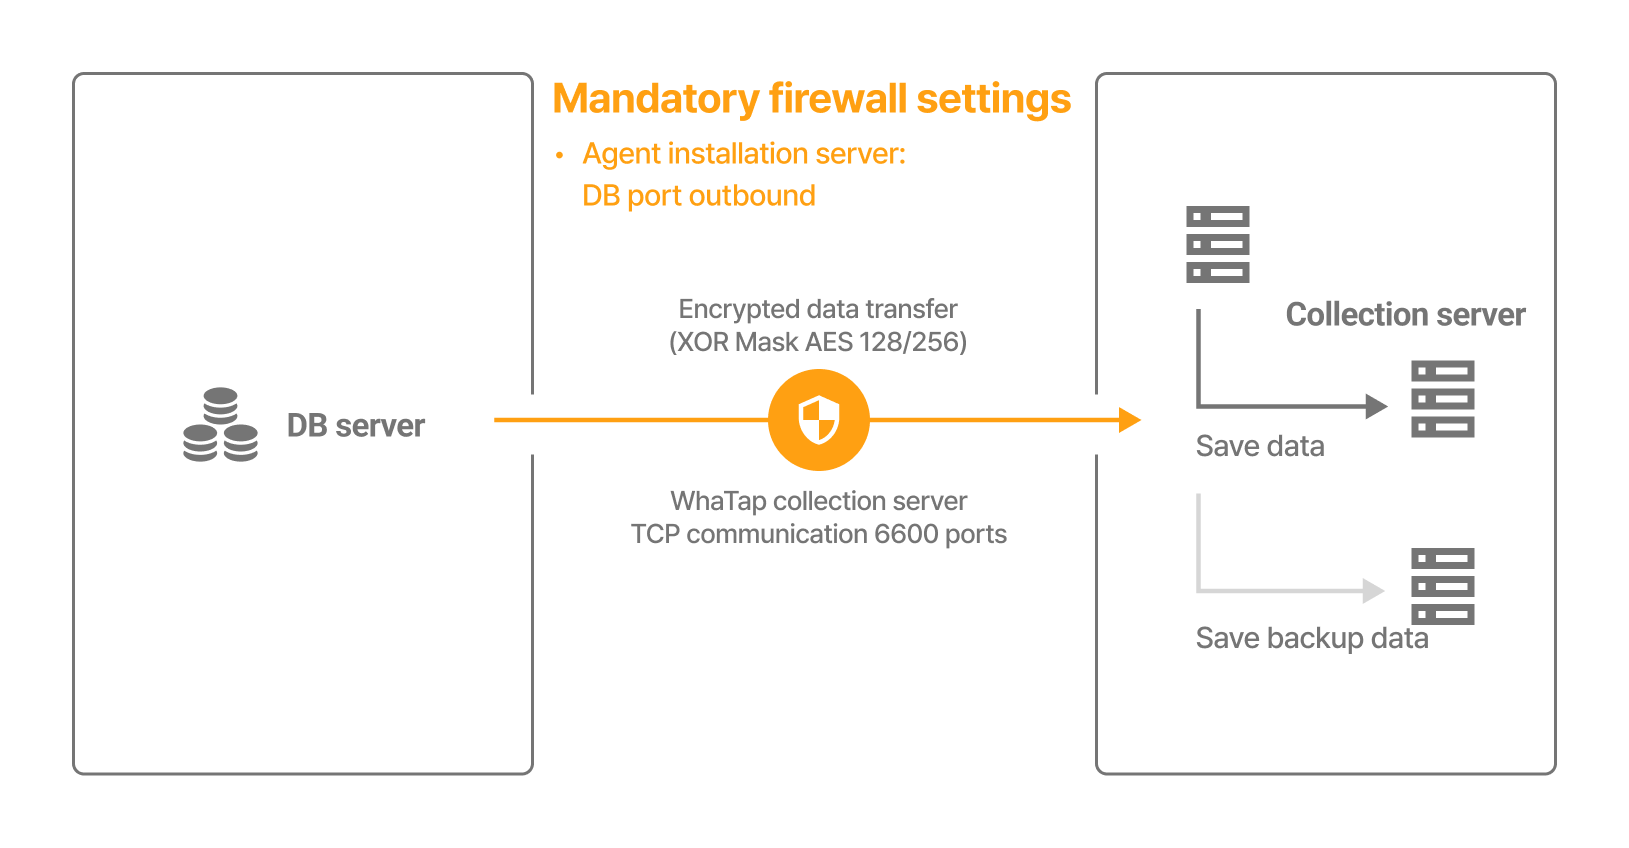 Mandatory firewall settings
• Agent installation server:
DB port outbound
Encrypted data transfer
(XOR Mask AES 128/256)
DB server
WhaTap collection server
TCP communication 6600 ports
Collection server
Save data
Save backup data